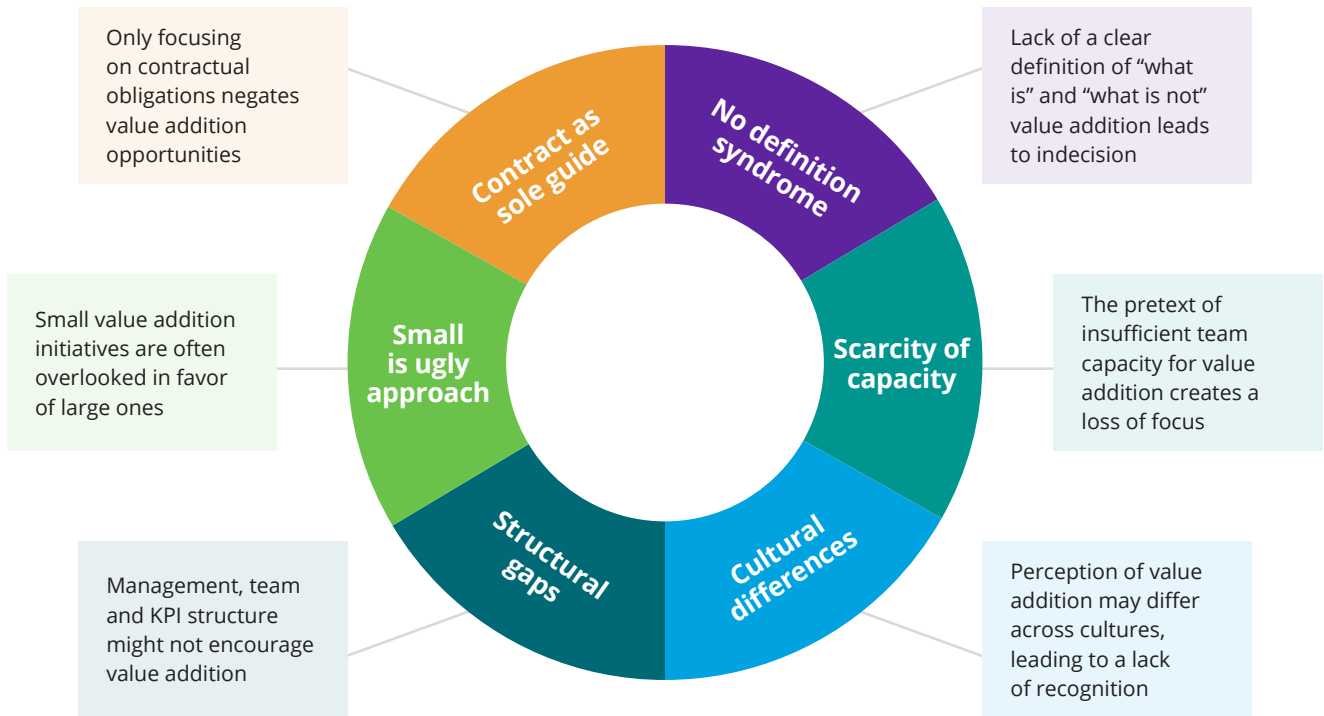 Only focusing
on contractual
obligations negates
value addition
opportunities
Contract as
sole guide
No definition
syndrome
Lack of a clear
definition of “what
is” and “what is not”
value addition leads
to indecision
Small value addition
initiatives are often
overlooked in favor
of large ones
Small
is ugly
approach
Scarcity of
capacity
The pretext of
insufficient team
capacity for value
addition creates a
loss of focus
Management, team
and KPI structure
might not encourage
value addition
Structural
gaps
Cultural
differences
Perception of value
addition may differ
across cultures,
leading to a lack
of recognition